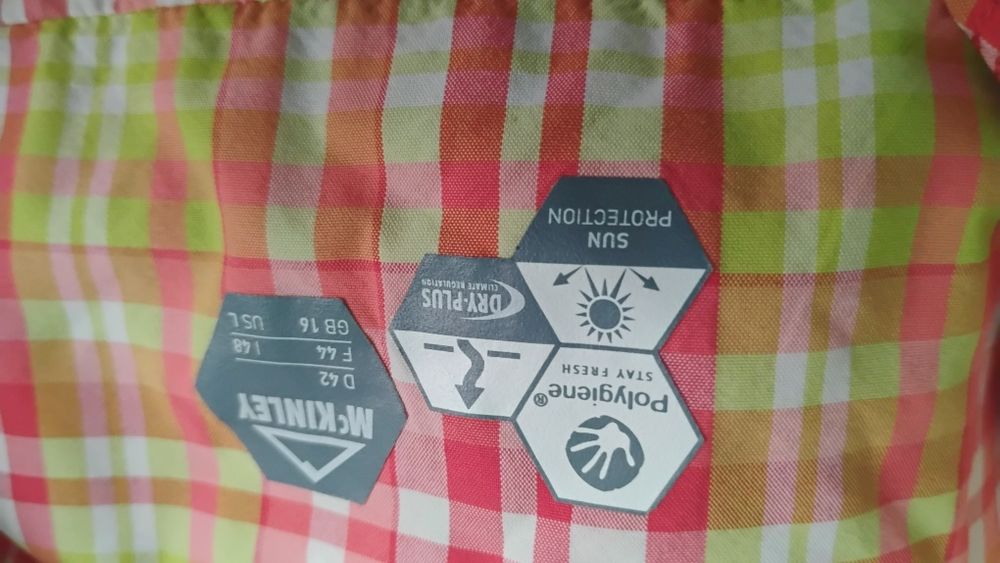 McKINLEY
D 42
F 44 I 48
GB 16 US L
Polygiene®
STAY FRESH
DRY-PLUS
CLIMATE REGULATION
SUN
PROTECTION